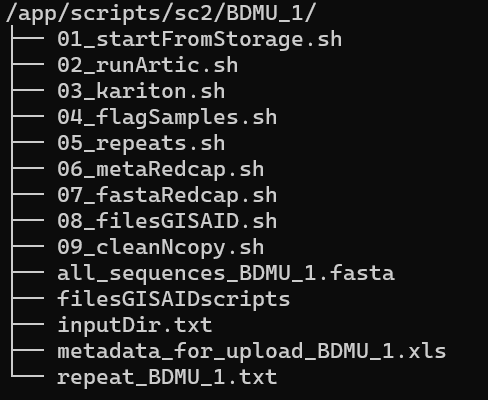 /app/scripts/sc2/BDMU_1/
├── 01_startFromStorage.sh
├── 02_runArtic.sh
├── 03_kariton.sh
├── 04_flagSamples.sh
├── 05_repeats.sh
├── 06_metaRedcap.sh
├── 07_fastaRedcap.sh
├── 08_filesGISAID.sh
├── 09_cleanNcopy.sh
├── all_sequences_BDMU_1.fasta
├── filesGISAIDscripts
├── inputDir.txt
├── metadata_for_upload_BDMU_1.xls
└── repeat_BDMU_1.txt